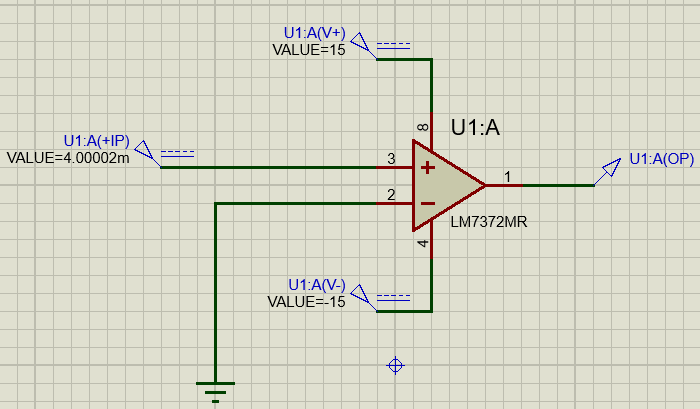 U1:A(V+)
VALUE=15
8
U1:A
U1:A(+IP)
VALUE=4.00002m
3
+
1
U1:A(OP)
2
−
LM7372MR
4
U1:A(V-)
VALUE=-15